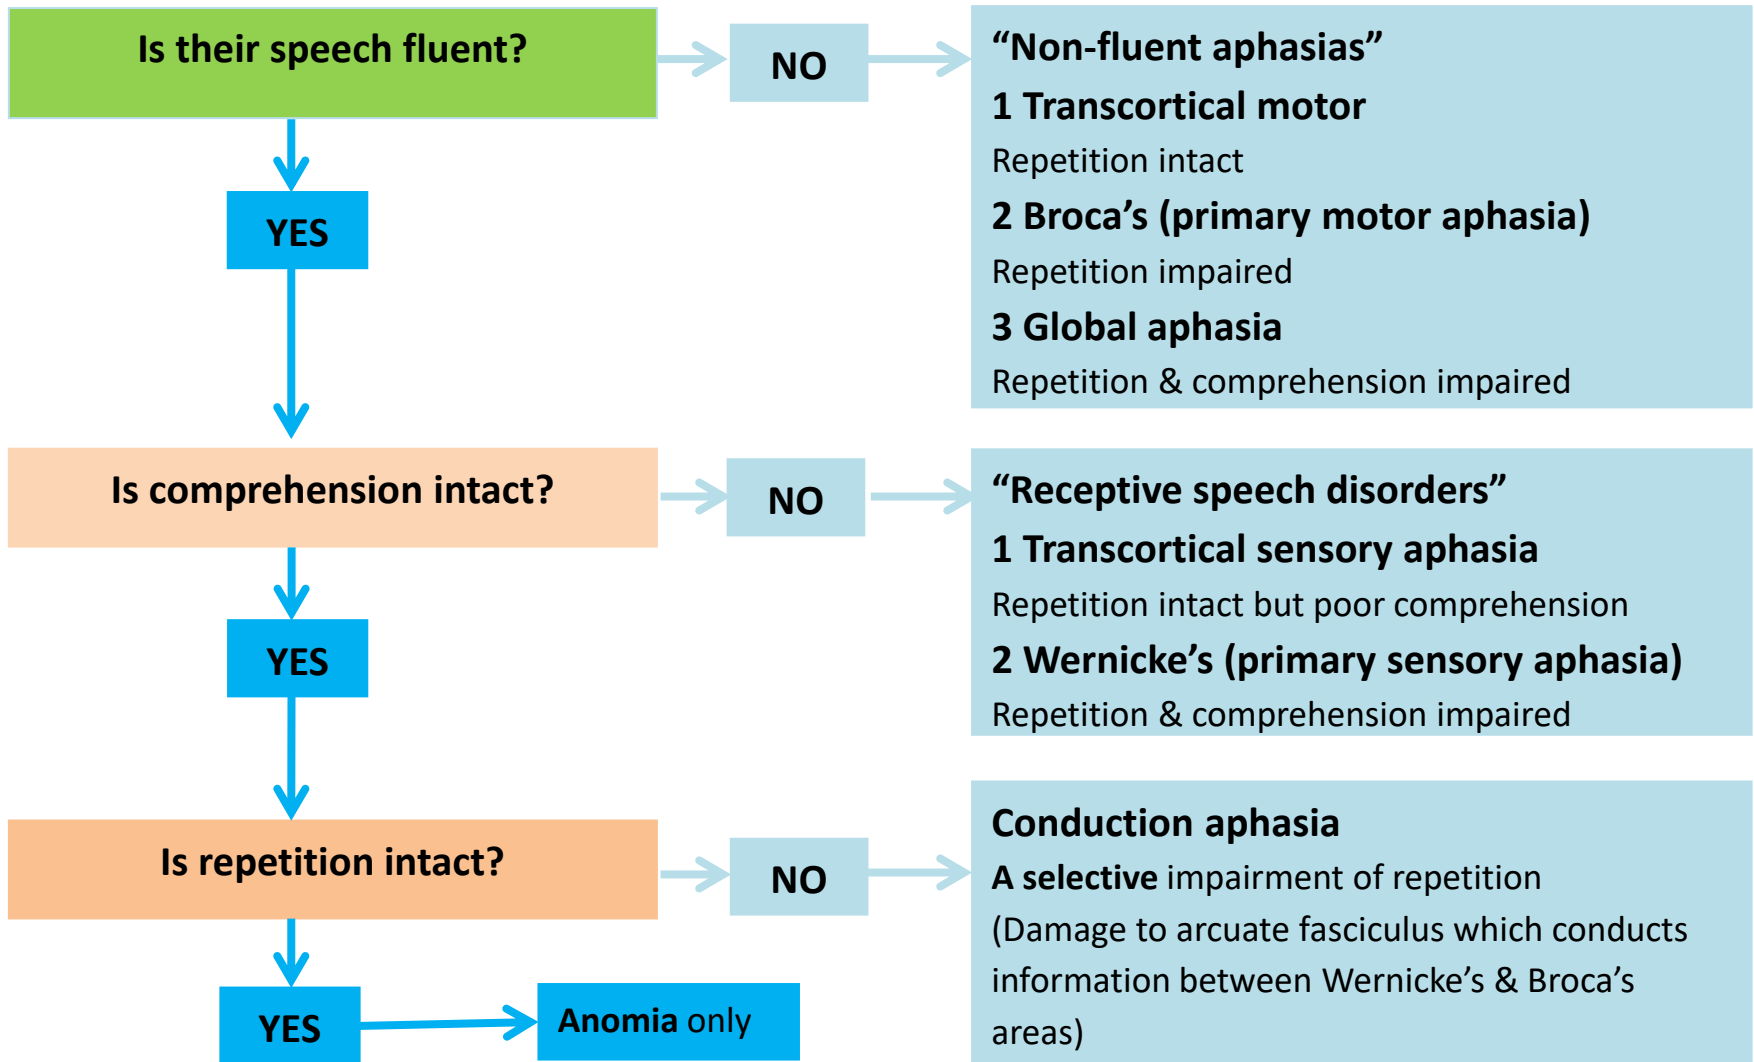 Is their speech fluent?
NO
“Non-fluent aphasias”
1 Transcortical motor
Repetition intact
2 Broca’s (primary motor aphasia)
Repetition impaired
3 Global aphasia
Repetition & comprehension impaired
YES
Is comprehension intact?
NO
“Receptive speech disorders”
1 Transcortical sensory aphasia
Repetition intact but poor comprehension
2 Wernicke’s (primary sensory aphasia)
Repetition & comprehension impaired
YES
Is repetition intact?
NO
Conduction aphasia
A selective impairment of repetition
(Damage to arcuate fasciculus which conducts
information between Wernicke’s & Broca’s
areas)
YES
Anomia only